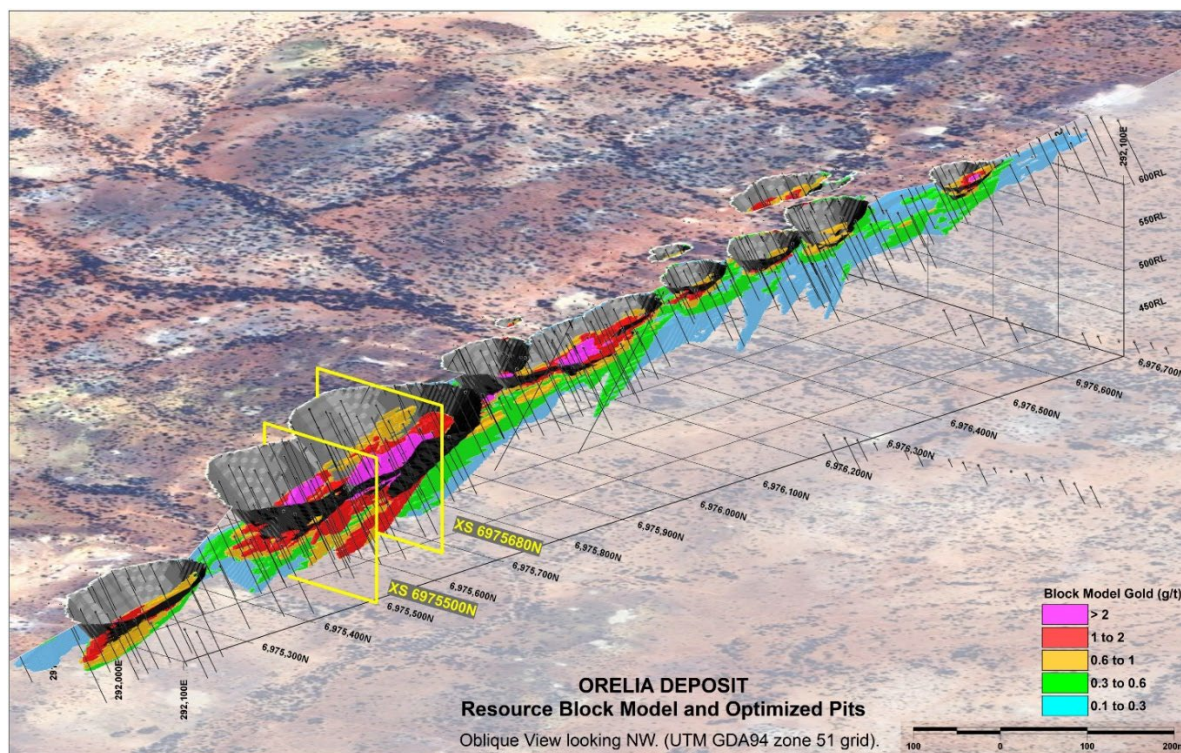 292,100E
600RL
550RL
500RL
450RL
6,976,700N
6,976,600N
6,976,500N
6,976,400N
6,976,300N
6,976,200N
6,976,100N
6,976,000N
6,975,900N
6,975,800N
6,975,700N
6,975,600N
6,975,500N
6,975,400N
6,975,300N
XS 6975680N
XS 6975500N
292,000E
292,100E
Block Model Gold (g/t)
> 2
1 to 2
0.6 to 1
0.3 to 0.6
0.1 to 0.3
ORELIA DEPOSIT
Resource Block Model and Optimized Pits
Oblique View looking NW. (UTM GDA94 zone 51 grid).
100
0
100